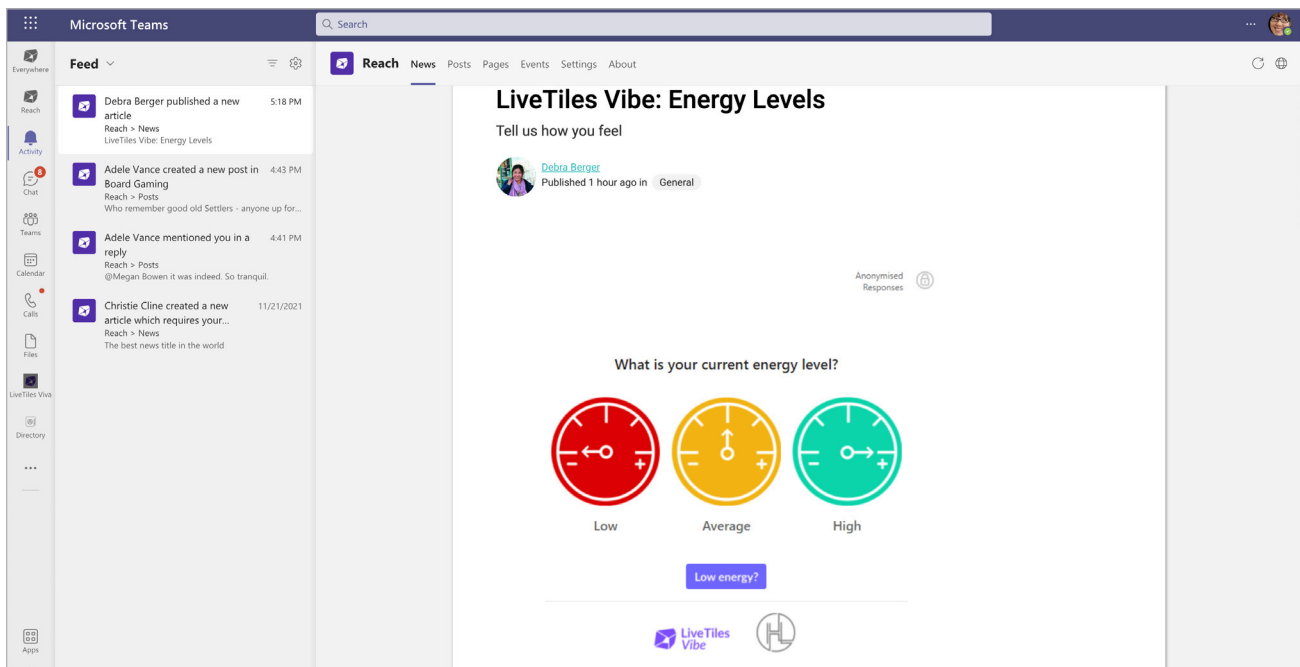 Microsoft Teams
Search
Everywhere
Reach
Activity
8
Chat
Teams
Calendar
Calls
Files
LiveTiles Viva
Directory
Apps
Feed
Debra Berger published a new 5:18 PM
article
Reach > News
LiveTiles Vibe: Energy Levels
Adele Vance created a new post in 4:43 PM
Board Gaming
Reach > Posts
Who remember good old Settlers - anyone up for...
Adele Vance mentioned you in a 4:41 PM
reply
Reach > Posts
@Megan Bowen it was indeed. So tranquil.
Christie Cline created a new 11/21/2021
article which requires your...
Reach > News
The best news title in the world
Reach News Posts Pages Events Settings About
LiveTiles Vibe: Energy Levels
Tell us how you feel
Debra Berger
Published 1 hour ago in General
Anonymised
Responses
What is your current energy level?
Low Average High
Low energy?
LiveTiles
Vibe